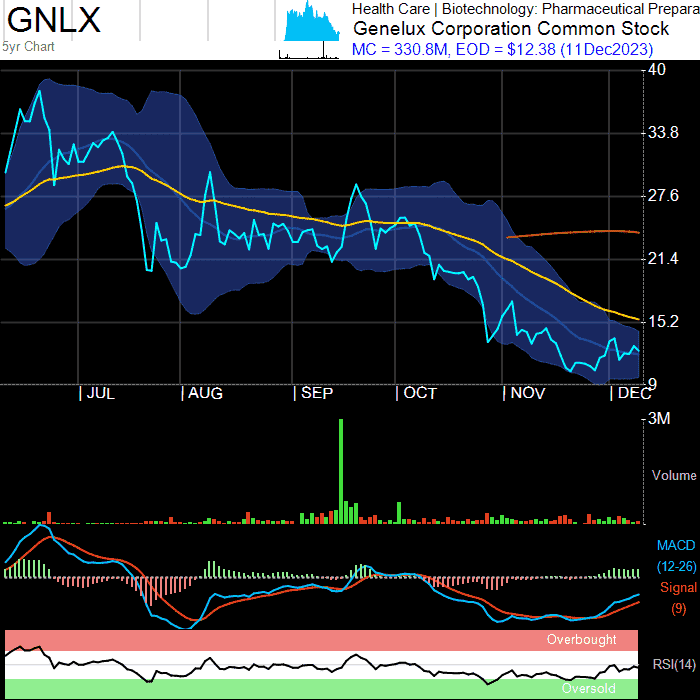 GNLX
5yr Chart
Health Care | Biotechnology: Pharmaceutical Prepara
Genelux Corporation Common Stock
MC = 330.8M, EOD = $12.38 (11Dec2023)
40
33.8
27.6
21.4
15.2
9
JUL
AUG
SEP
OCT
NOV
DEC
3M
Volume
MACD
(12-26)
Signal
(9)
Overbought
RSI(14)
Oversold